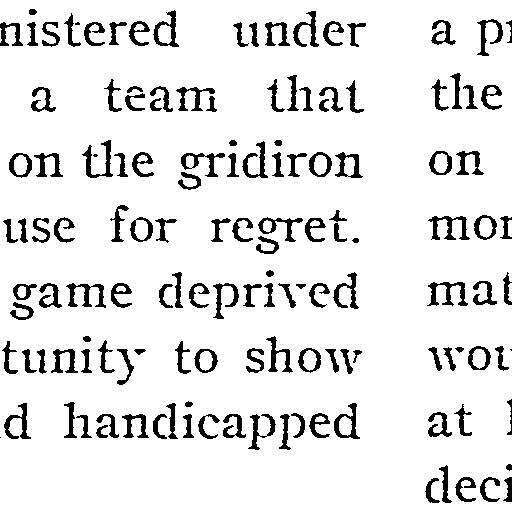 nistered under
a team that
on the gridiron
use for regret.
game deprived
tunity to show
d handicapped
a pr
the
on
mor
mat
wou
at
deci